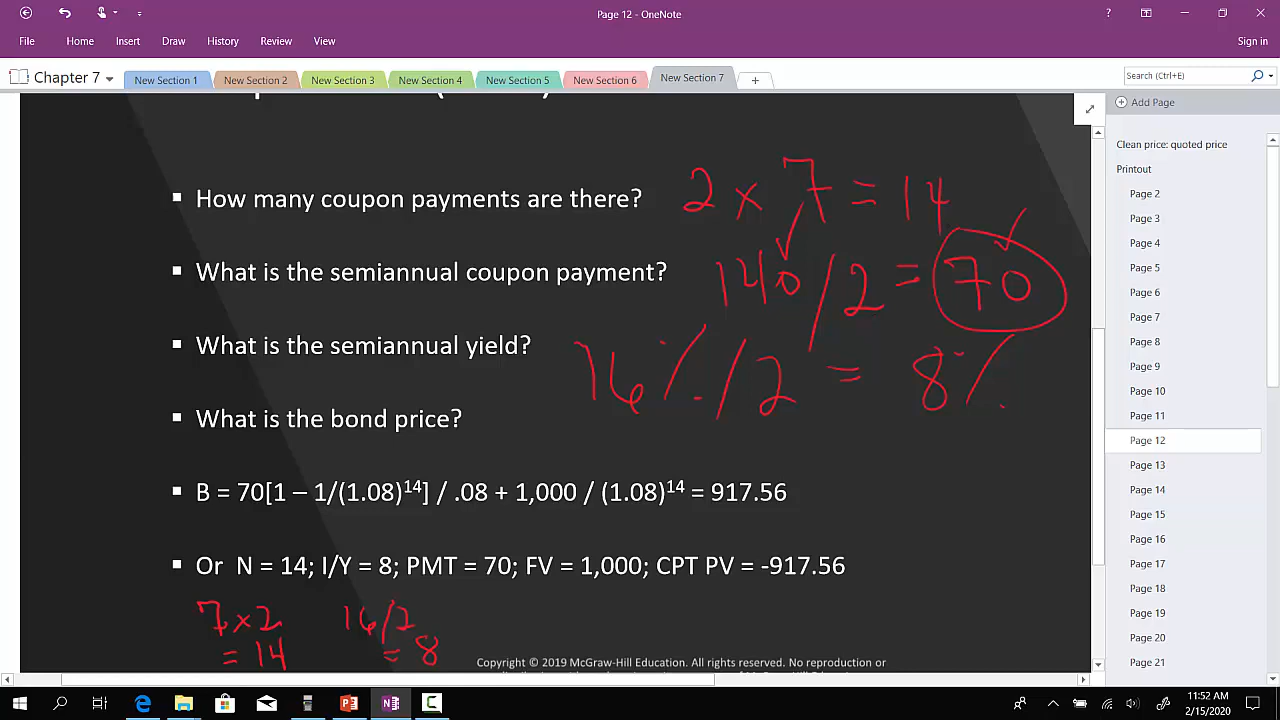 Page 12 - OneNote
File Home Insert Draw History Review View
Sign in
Chapter 7
New Section 1 New Section 2 New Section 3 New Section 4 New Section 5 New Section 6 New Section 7
Search (Ctrl+E)
How many coupon payments are there? 2 x 7 = 14
What is the semiannual coupon payment? 140/2 = 70
What is the semiannual yield? 16%/2 = 8%
What is the bond price?
B = 70[1 – 1/(1.08)^14] / .08 + 1,000 / (1.08)^14 = 917.56
Or N = 14; I/Y = 8; PMT = 70; FV = 1,000; CPT PV = -917.56
7 x 2 16/2
= 14 = 8
Copyright © 2019 McGraw-Hill Education. All rights reserved. No reproduction or
Add Page
Clean price: quoted price
Printout
Page 2
Page 3
Page 4
Page 5
Page 6
Page 7
Page 8
Page 9
Page 10
Page 11
Page 12
Page 13
Page 14
Page 15
Page 16
Page 17
Page 18
Page 19
Page 20
Page 21
11:52 AM
2/15/2020